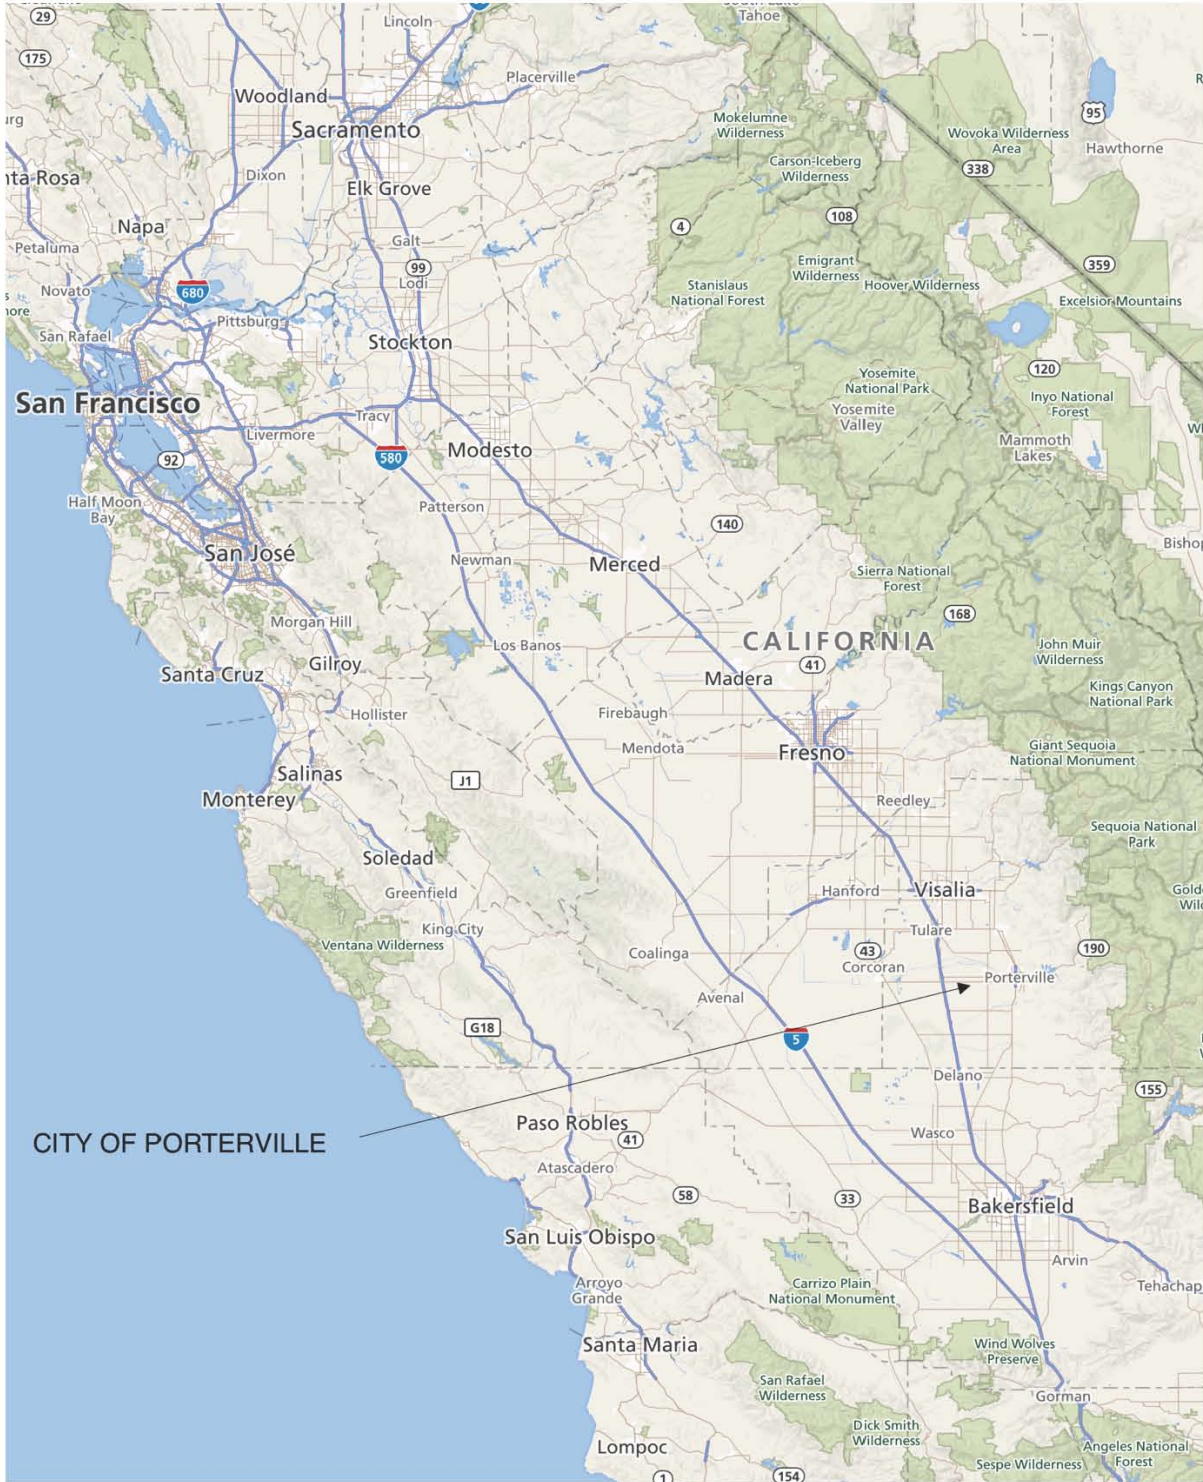 29
Lincoln
South Lake
Tahoe
175
Placerville
Woodland
95
Sacramento
Mokelumne
Wilderness
Wovoka Wilderness
Area
Hawthorne
Carson-Iceberg
Wilderness
338
nta Rosa
Dixon
Elk Grove
Napa
108
4
Petaluma
Galt
99
Lodi
Emigrant
Wilderness
359
Novato
680
Stanislaus
National Forest
Hoover Wilderness
Excelsior Mountains
Pittsburg
San Rafael
Stockton
120
Yosemite
National Park
San Francisco
Tracy
Yosemite
Valley
Inyo National
Forest
Livermore
Modesto
Mammoth
Lakes
92
580
Half Moon
Bay
Patterson
140
San José
Newman
Merced
Bishop
Sierra National
Forest
168
Morgan Hill
CALIFORNIA
Los Banos
John Muir
Wilderness
Gilroy
41
Santa Cruz
Madera
Kings Canyon
National Park
Hollister
Firebaugh
Mendota
Fresno
Giant Sequoia
National Monument
Salinas
J1
Monterey
Reedley
Sequoia National
Park
Soledad
Greenfield
Hanford
Visalia
King City
Tulare
Ventana Wilderness
Coalinga
43
190
Corcoran
Porterville
Avenal
G18
5
Delano
155
Paso Robles
Wasco
CITY OF PORTERVILLE
41
Atascadero
58
33
Bakersfield
San Luis Obispo
Arvin
Arroyo
Grande
Carrizo Plain
National Monument
Tehachap
Santa Maria
Wind Wolves
Preserve
San Rafael
Wilderness
Gorman
Dick Smith
Wilderness
Lompoc
Angeles National
Forest
Sespe Wilderness
1
154